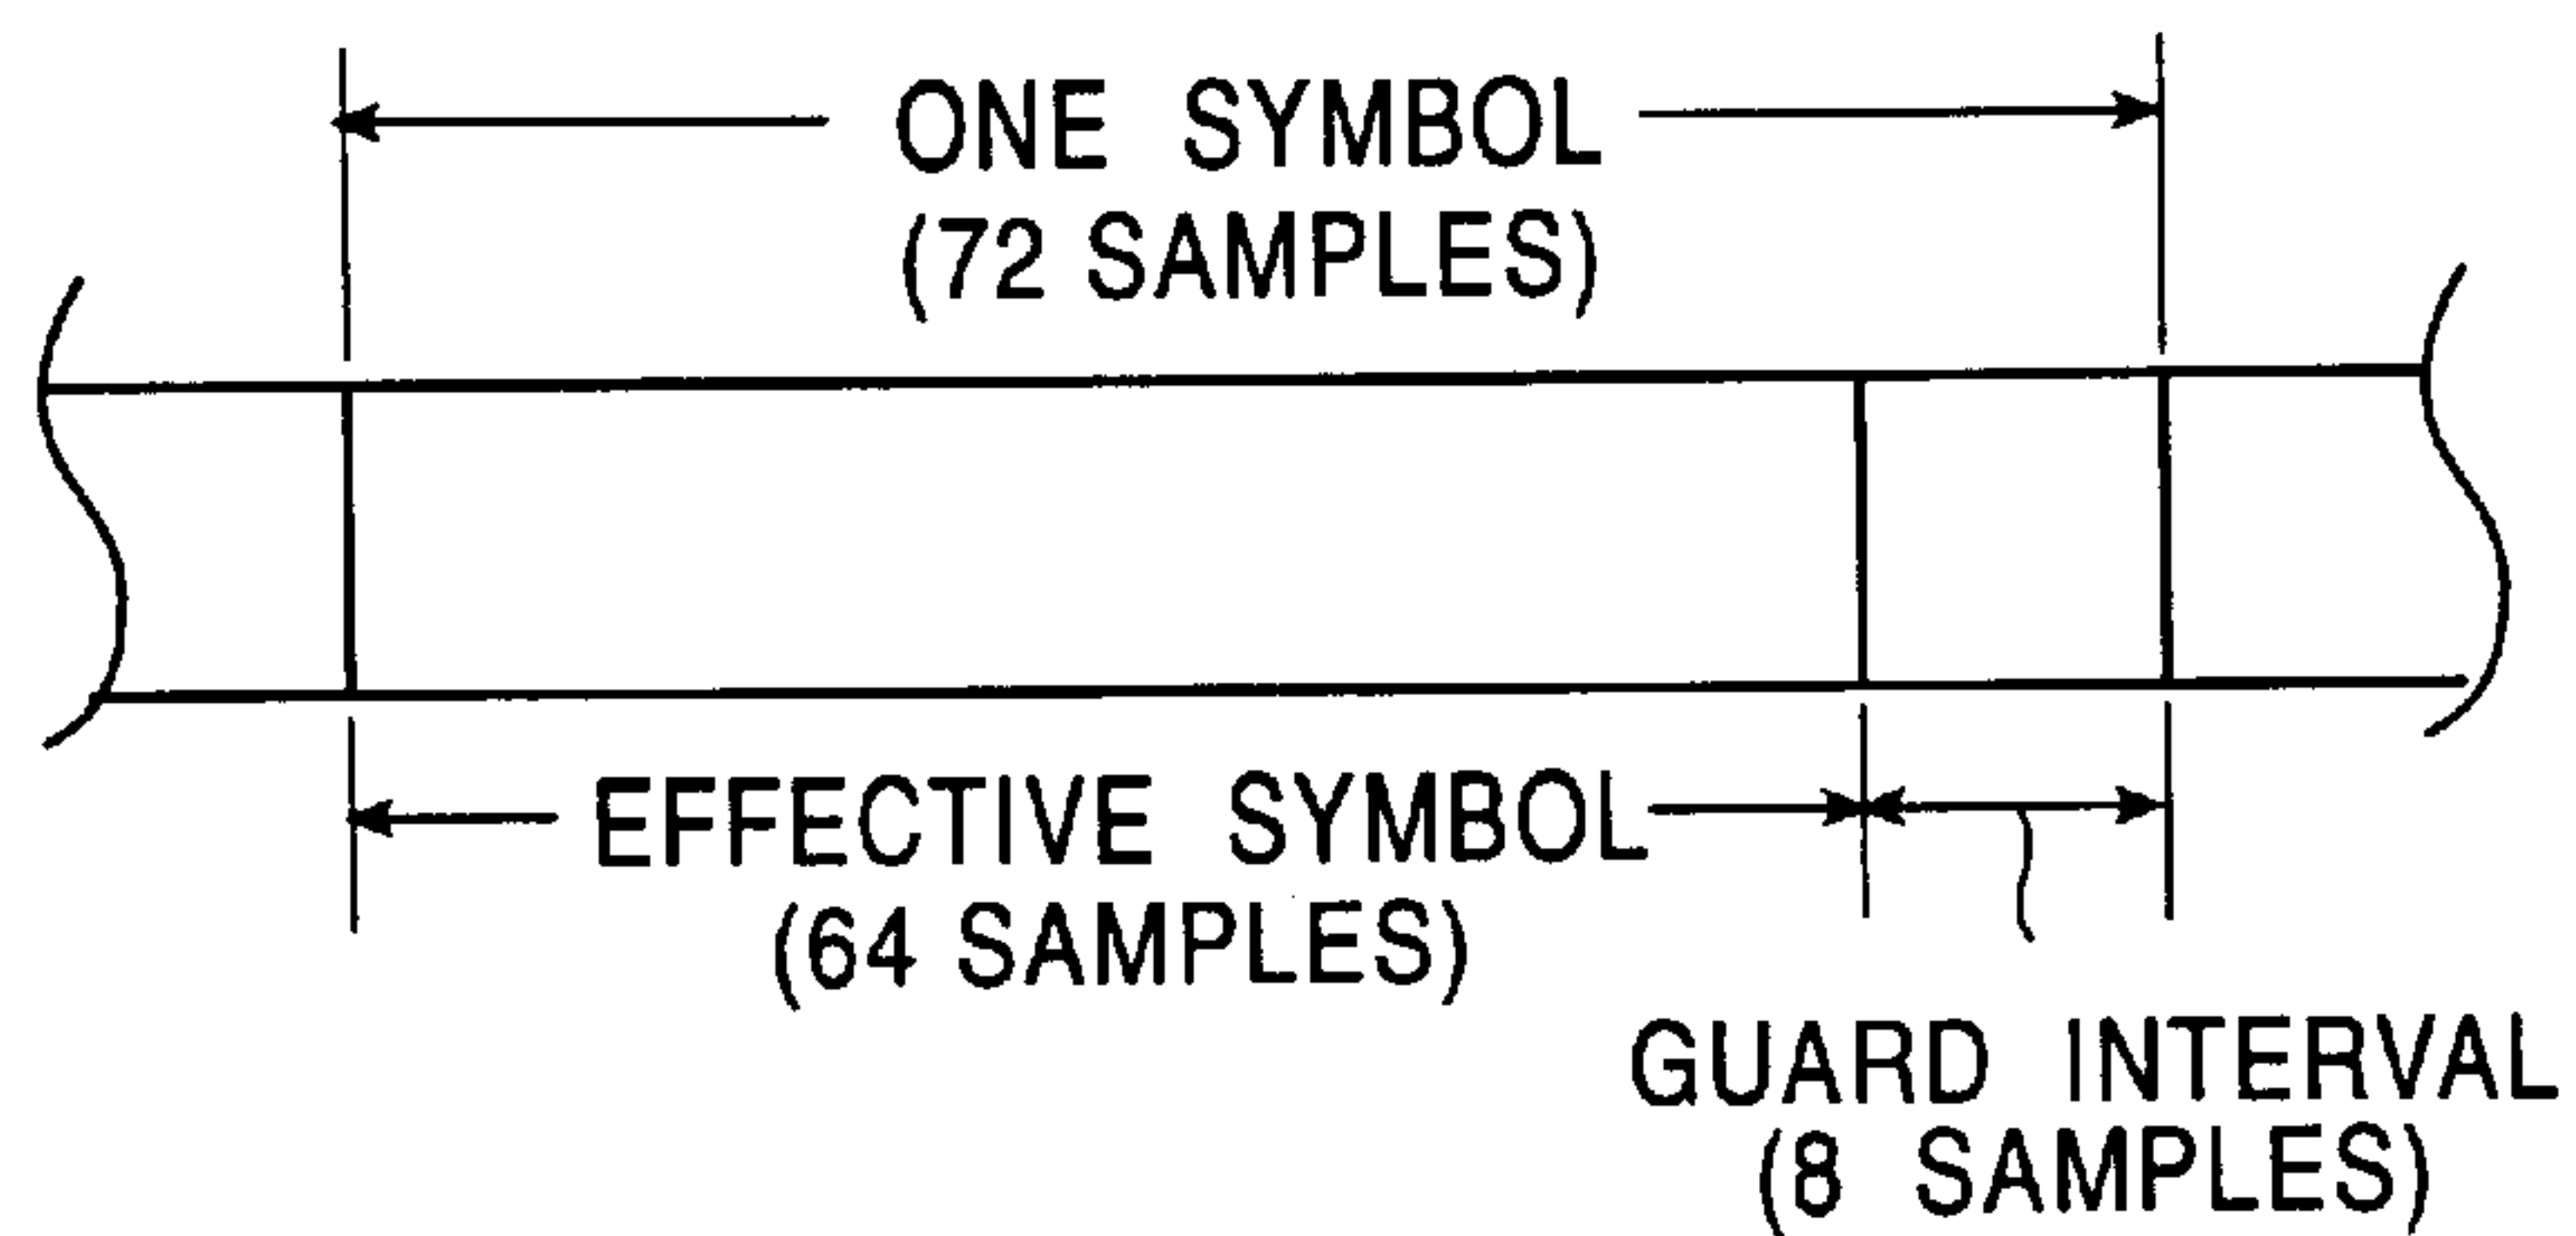 ONE SYMBOL
(72 SAMPLES)
EFFECTIVE SYMBOL
(64 SAMPLES)
GUARD INTERVAL
(8 SAMPLES)